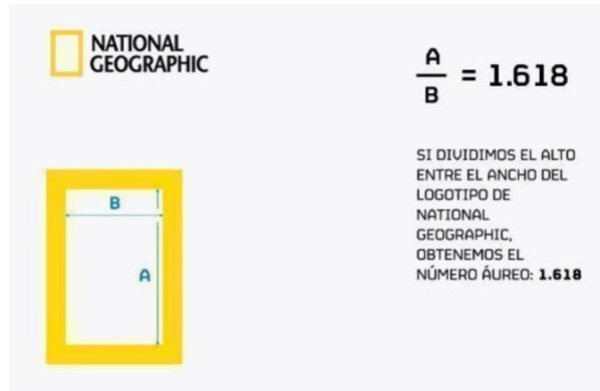 NATIONAL
GEOGRAPHIC
A
B
= 1.618
SI DIVIDIMOS EL ALTO
ENTRE EL ANCHO DEL
LOGOTIPO DE
NATIONAL
GEOGRAPHIC,
OBTENEMOS EL
NÚMERO ÁUREO: 1.618
B
A